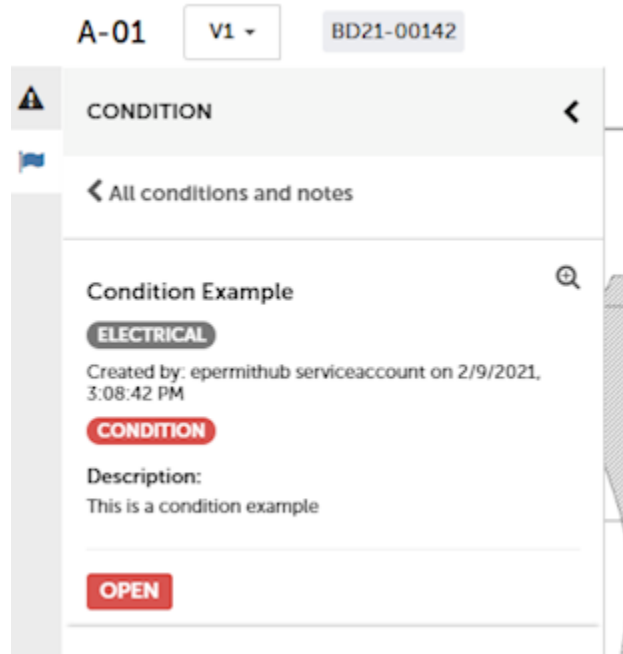 A-01 V1 BD21-00142
CONDITION
All conditions and notes
Condition Example
ELECTRICAL
Created by: epermithub serviceaccount on 2/9/2021,
3:08:42 PM
CONDITION
Description:
This is a condition example
OPEN